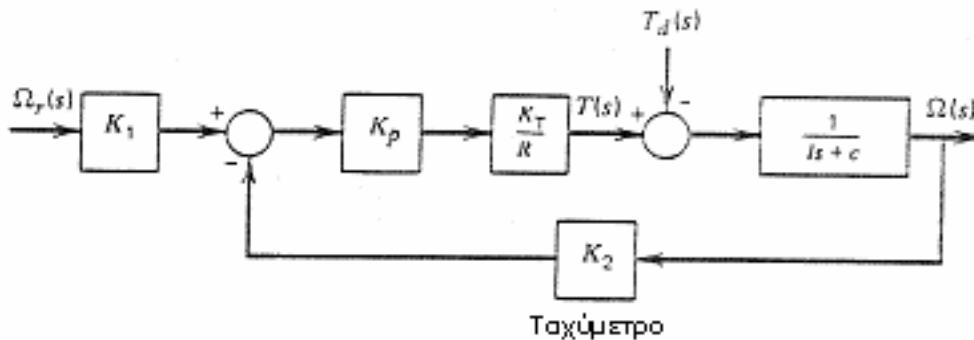 T_d(s)
Ω_r(s)
K_1
+
-
K_p
K_T
R
T(s)
+
-
1
Is + c
Ω(s)
K_2
Ταχύμετρο